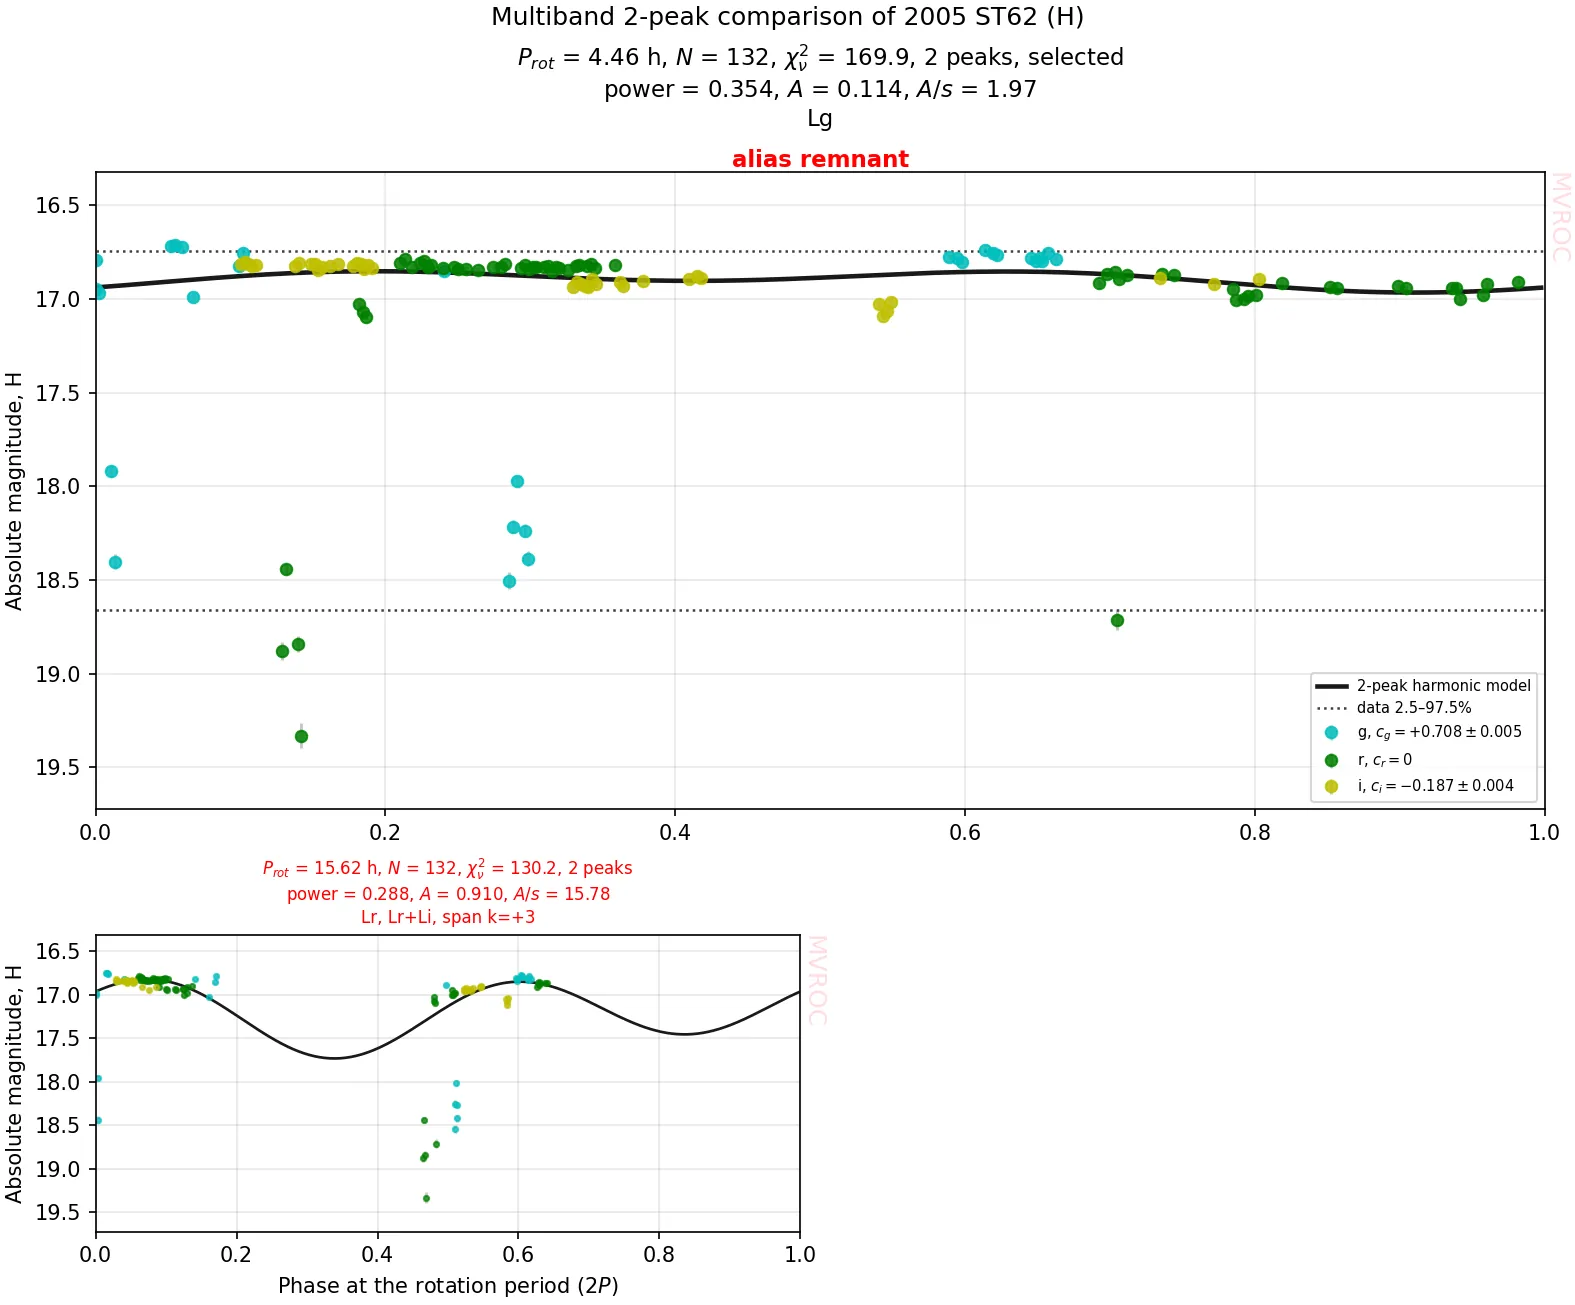 Multiband 2-peak comparison of 2005 ST62 (H)
P_rot = 4.46 h, N = 132, χ²_ν = 169.9, 2 peaks, selected
power = 0.354, A = 0.114, A/s = 1.97
Lg
alias remnant
MVROC
16.5
17.0
17.5
18.0
18.5
19.0
19.5
Absolute magnitude, H
2-peak harmonic model
data 2.5–97.5%
g, c_g = +0.708 ± 0.005
r, c_r = 0
i, c_i = −0.187 ± 0.004
0.0 0.2 0.4 0.6 0.8 1.0
P_rot = 15.62 h, N = 132, χ²_ν = 130.2, 2 peaks
power = 0.288, A = 0.910, A/s = 15.78
Lr, Lr+Li, span k=+3
MVROC
16.5
17.0
17.5
18.0
18.5
19.0
19.5
Absolute magnitude, H
0.0 0.2 0.4 0.6 0.8 1.0
Phase at the rotation period (2P)